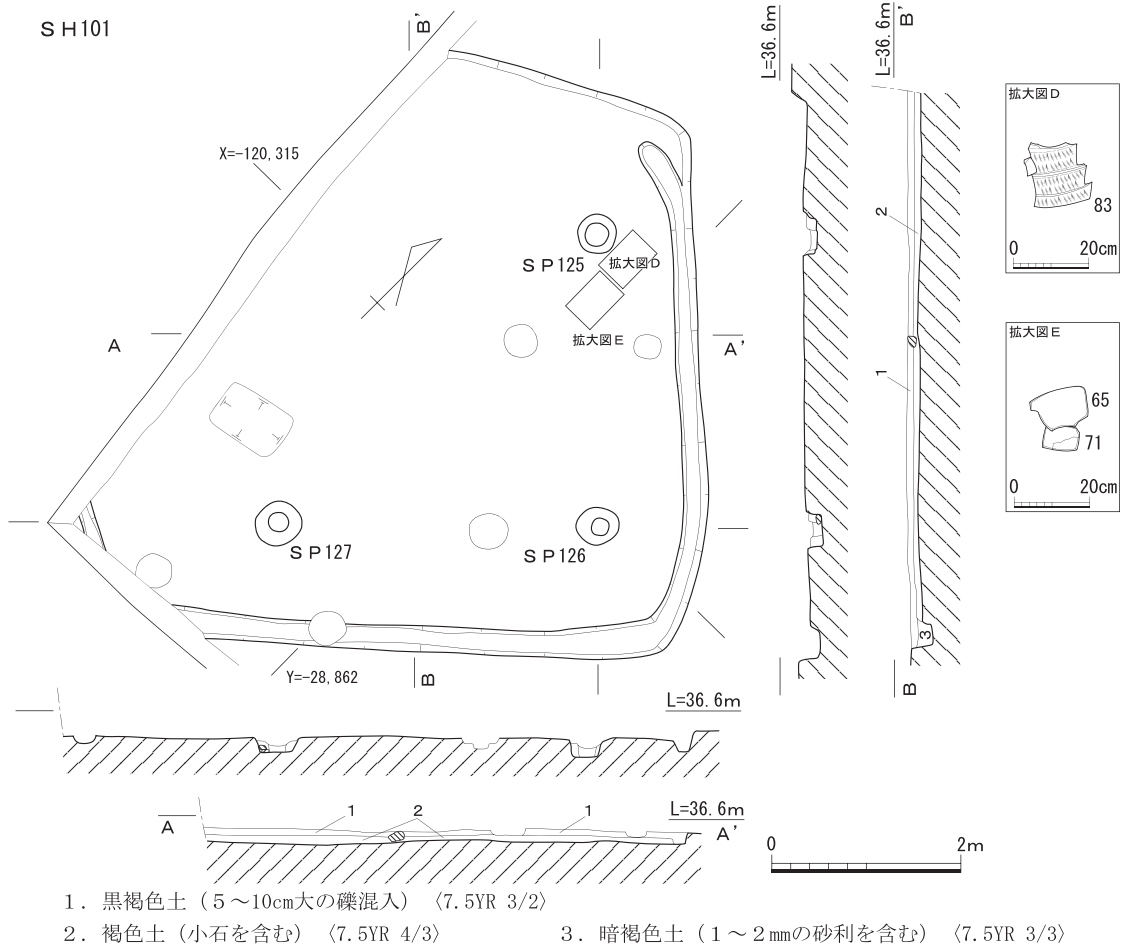 ＳＨ101
B'
L=36.6m
L=36.6m
B'
拡大図Ｄ
83
0 20cm
X=-120,315
ＳＰ125
拡大図Ｄ
拡大図Ｅ
A
A'
2
1
3
拡大図Ｅ
65
71
0 20cm
ＳＰ127
ＳＰ126
Y=-28,862
B
B
L=36.6m
A
1
2
1
L=36.6m
A'
0 2m
1．黒褐色土（５～10cm大の礫混入）〈7.5YR 3/2〉
2．褐色土（小石を含む）〈7.5YR 4/3〉
3．暗褐色土（１～２㎜の砂利を含む）〈7.5YR 3/3〉